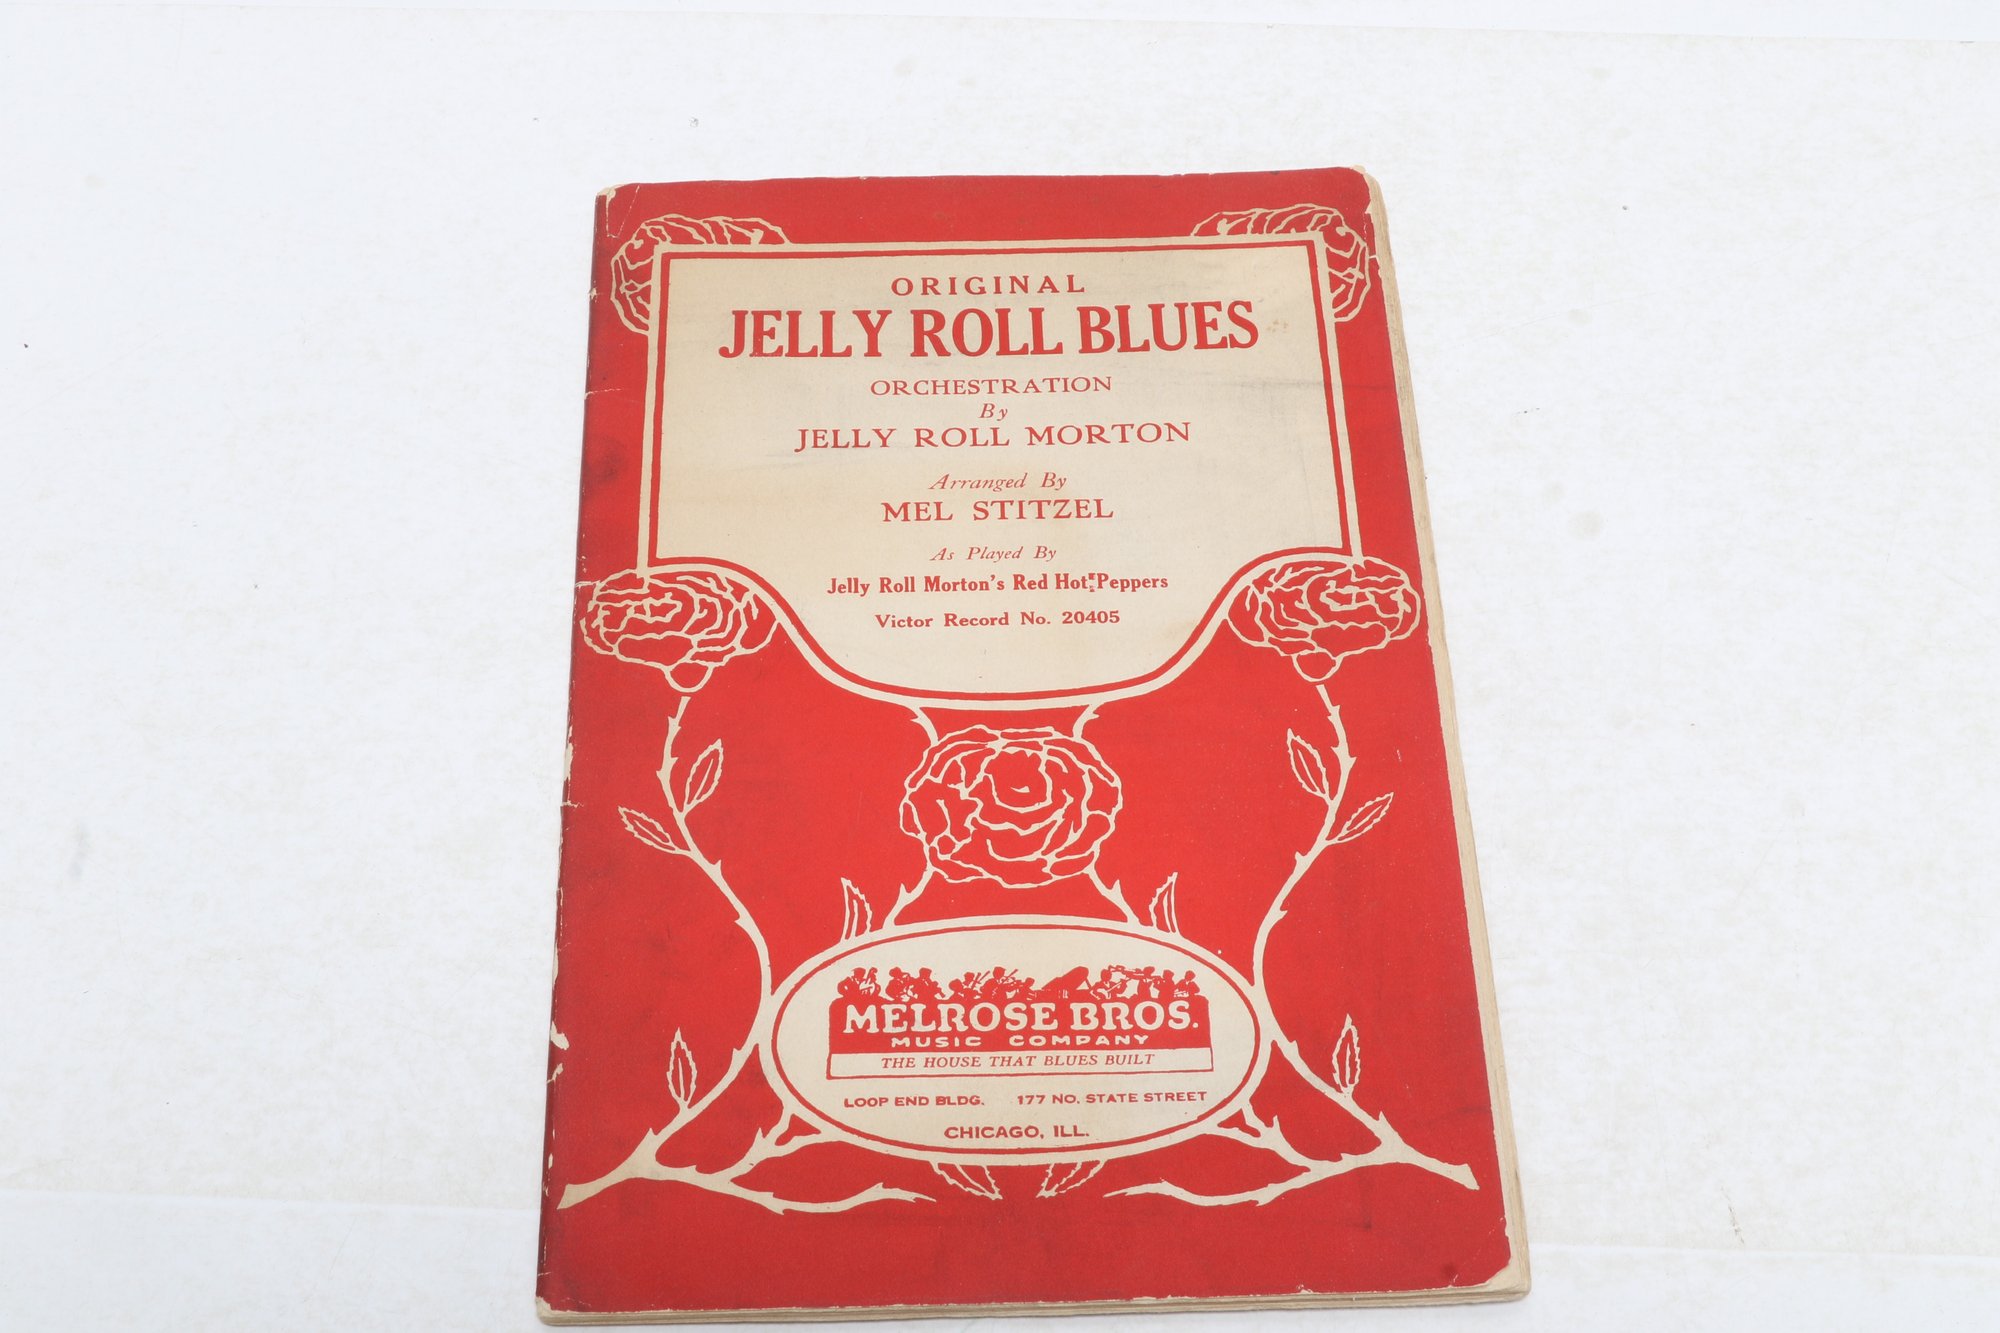 ORIGINAL
JELLY ROLL BLUES
ORCHESTRATION
By
JELLY ROLL MORTON
Arranged By
MEL STITZEL
As Played By
Jelly Roll Morton's Red Hot Peppers
Victor Record No. 20405
MELROSE BROS.
MUSIC COMPANY
THE HOUSE THAT BLUES BUILT
LOOP END BLDG. 177 NO. STATE STREET
CHICAGO, ILL.